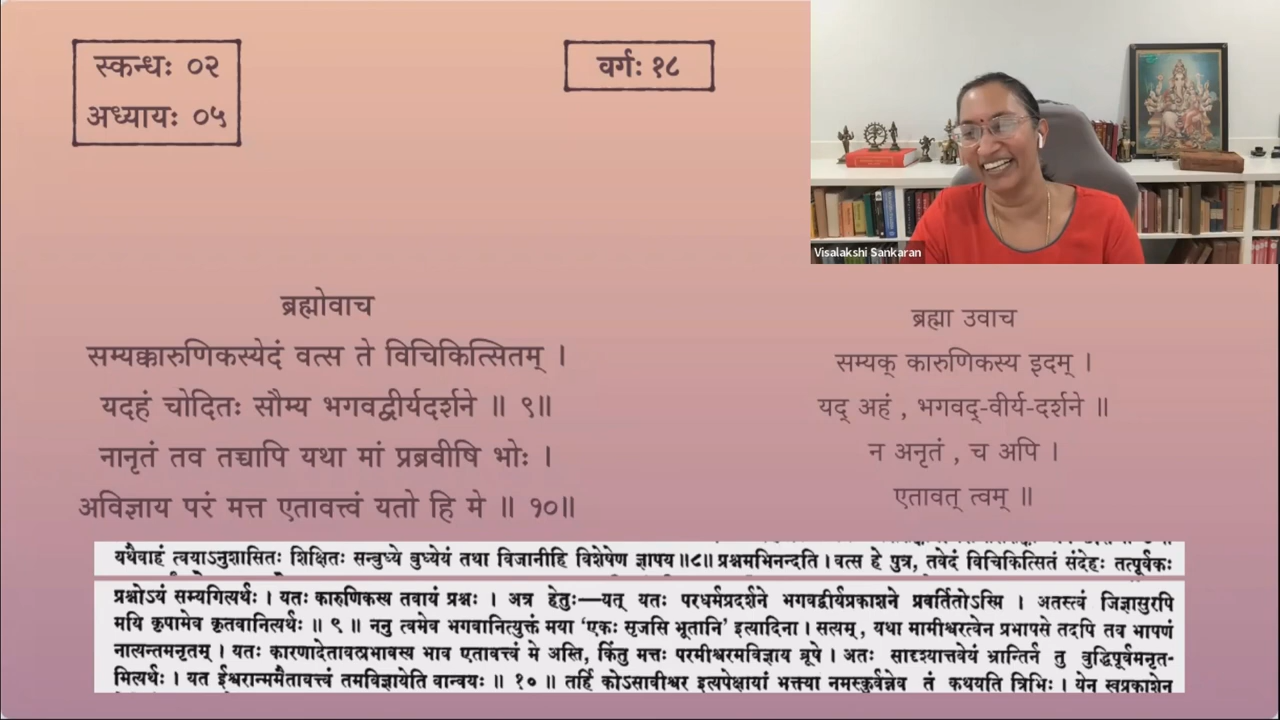 स्कन्धः ०२
अध्यायः ०५
वर्गः १८
Visalakshi Sankaran
ब्रह्मोवाच
सम्यक्कारुणिकस्येदं वत्स ते विचिकित्सितम् ।
यदहं चोदितः सौम्य भगवद्वीर्यदर्शने ॥ ९॥
नानृतं तव तच्चापि यथा मां प्रब्रवीषि भोः ।
अविज्ञाय परं मत्त एतावत्त्वं यतो हि मे ॥ १०॥
ब्रह्मा उवाच
सम्यक् कारुणिकस्य इदम् ।
यद् अहं , भगवद्-वीर्य-दर्शने ॥
न अनृतं , च अपि ।
एतावत् त्वम् ॥
यथैवाहं त्वयाऽनुशासितः शिक्षितः सन्बुध्ये बुध्येयं तथा विजानीहि विशेषेण ज्ञापय ॥८॥ प्रश्नमभिनन्दति । वत्स हे पुत्र, तवेदं विचिकित्सितं संदेहः तत्पूर्वकः
प्रश्नोऽयं सम्यगित्यर्थः । यतः कारुणिकस्य तवायं प्रश्नः । अत्र हेतुः—यत् यतः परधर्मप्रदर्शने भगवद्वीर्यप्रकाशने प्रवर्तितोऽस्मि । अतस्त्वं जिज्ञासुरपि
मयि कृपामेव कृतवानित्यर्थः ॥ ९ ॥ ननु त्वमेव भगवानित्युक्तं मया ‘एकः सृजसि भूतानि’ इत्यादिना । सत्यम्, यथा मामीश्वरत्वेन प्रभाषसे तदपि तव भाषणं
नात्यन्तमनृतम् । यतः कारणादेतावत्प्रभावस्य भाव एतावत्त्वं मे अस्ति, किंतु मत्तः परमीश्वरमविज्ञाय ब्रूषे । अतः सादृश्यात्तवेयं भ्रान्तिर्न तु बुद्धिपूर्वमनृत-
मित्यर्थः । यत ईश्वरान्ममैतावत्त्वं तमविज्ञायेति वान्वयः ॥ १० ॥ तर्हि कोऽसावीश्वर इत्यपेक्षायां भक्त्या नमस्कुर्वन्नेव तं कथयति त्रिभिः । येन स्वप्रकाशेन